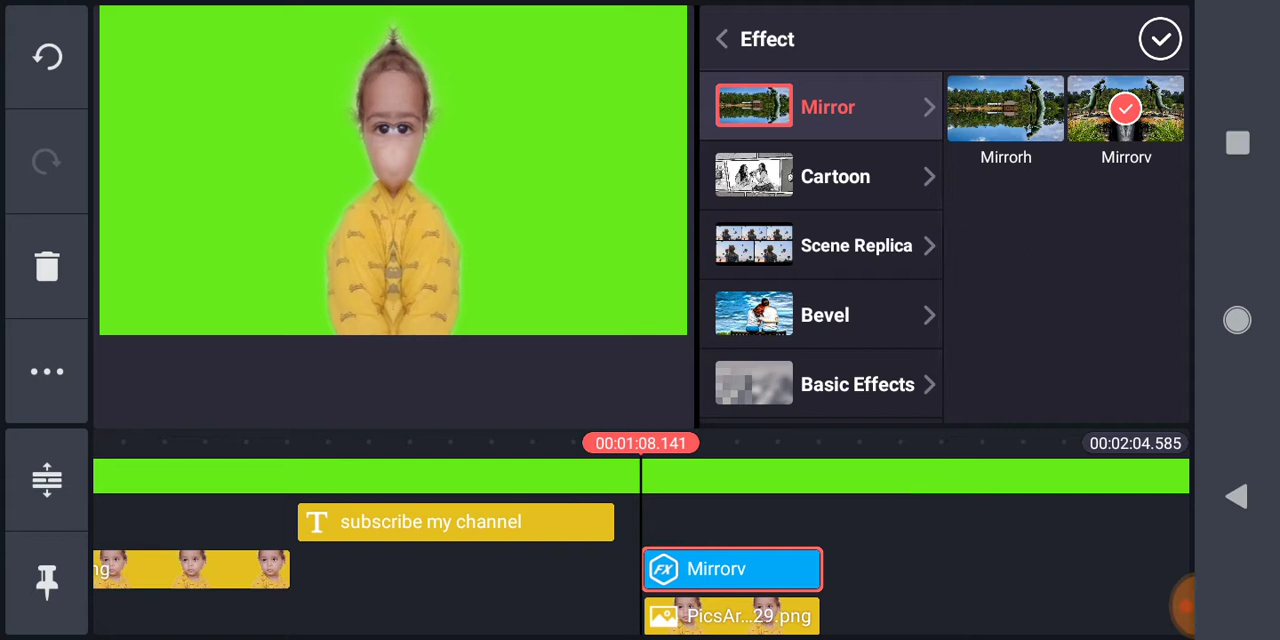 Effect
Mirror
Mirrorh
Mirrorv
Cartoon
Scene Replica
Bevel
Basic Effects
00:01:08.141
00:02:04.585
T subscribe my channel
ng
FX Mirrorv
PicsAr...29.png